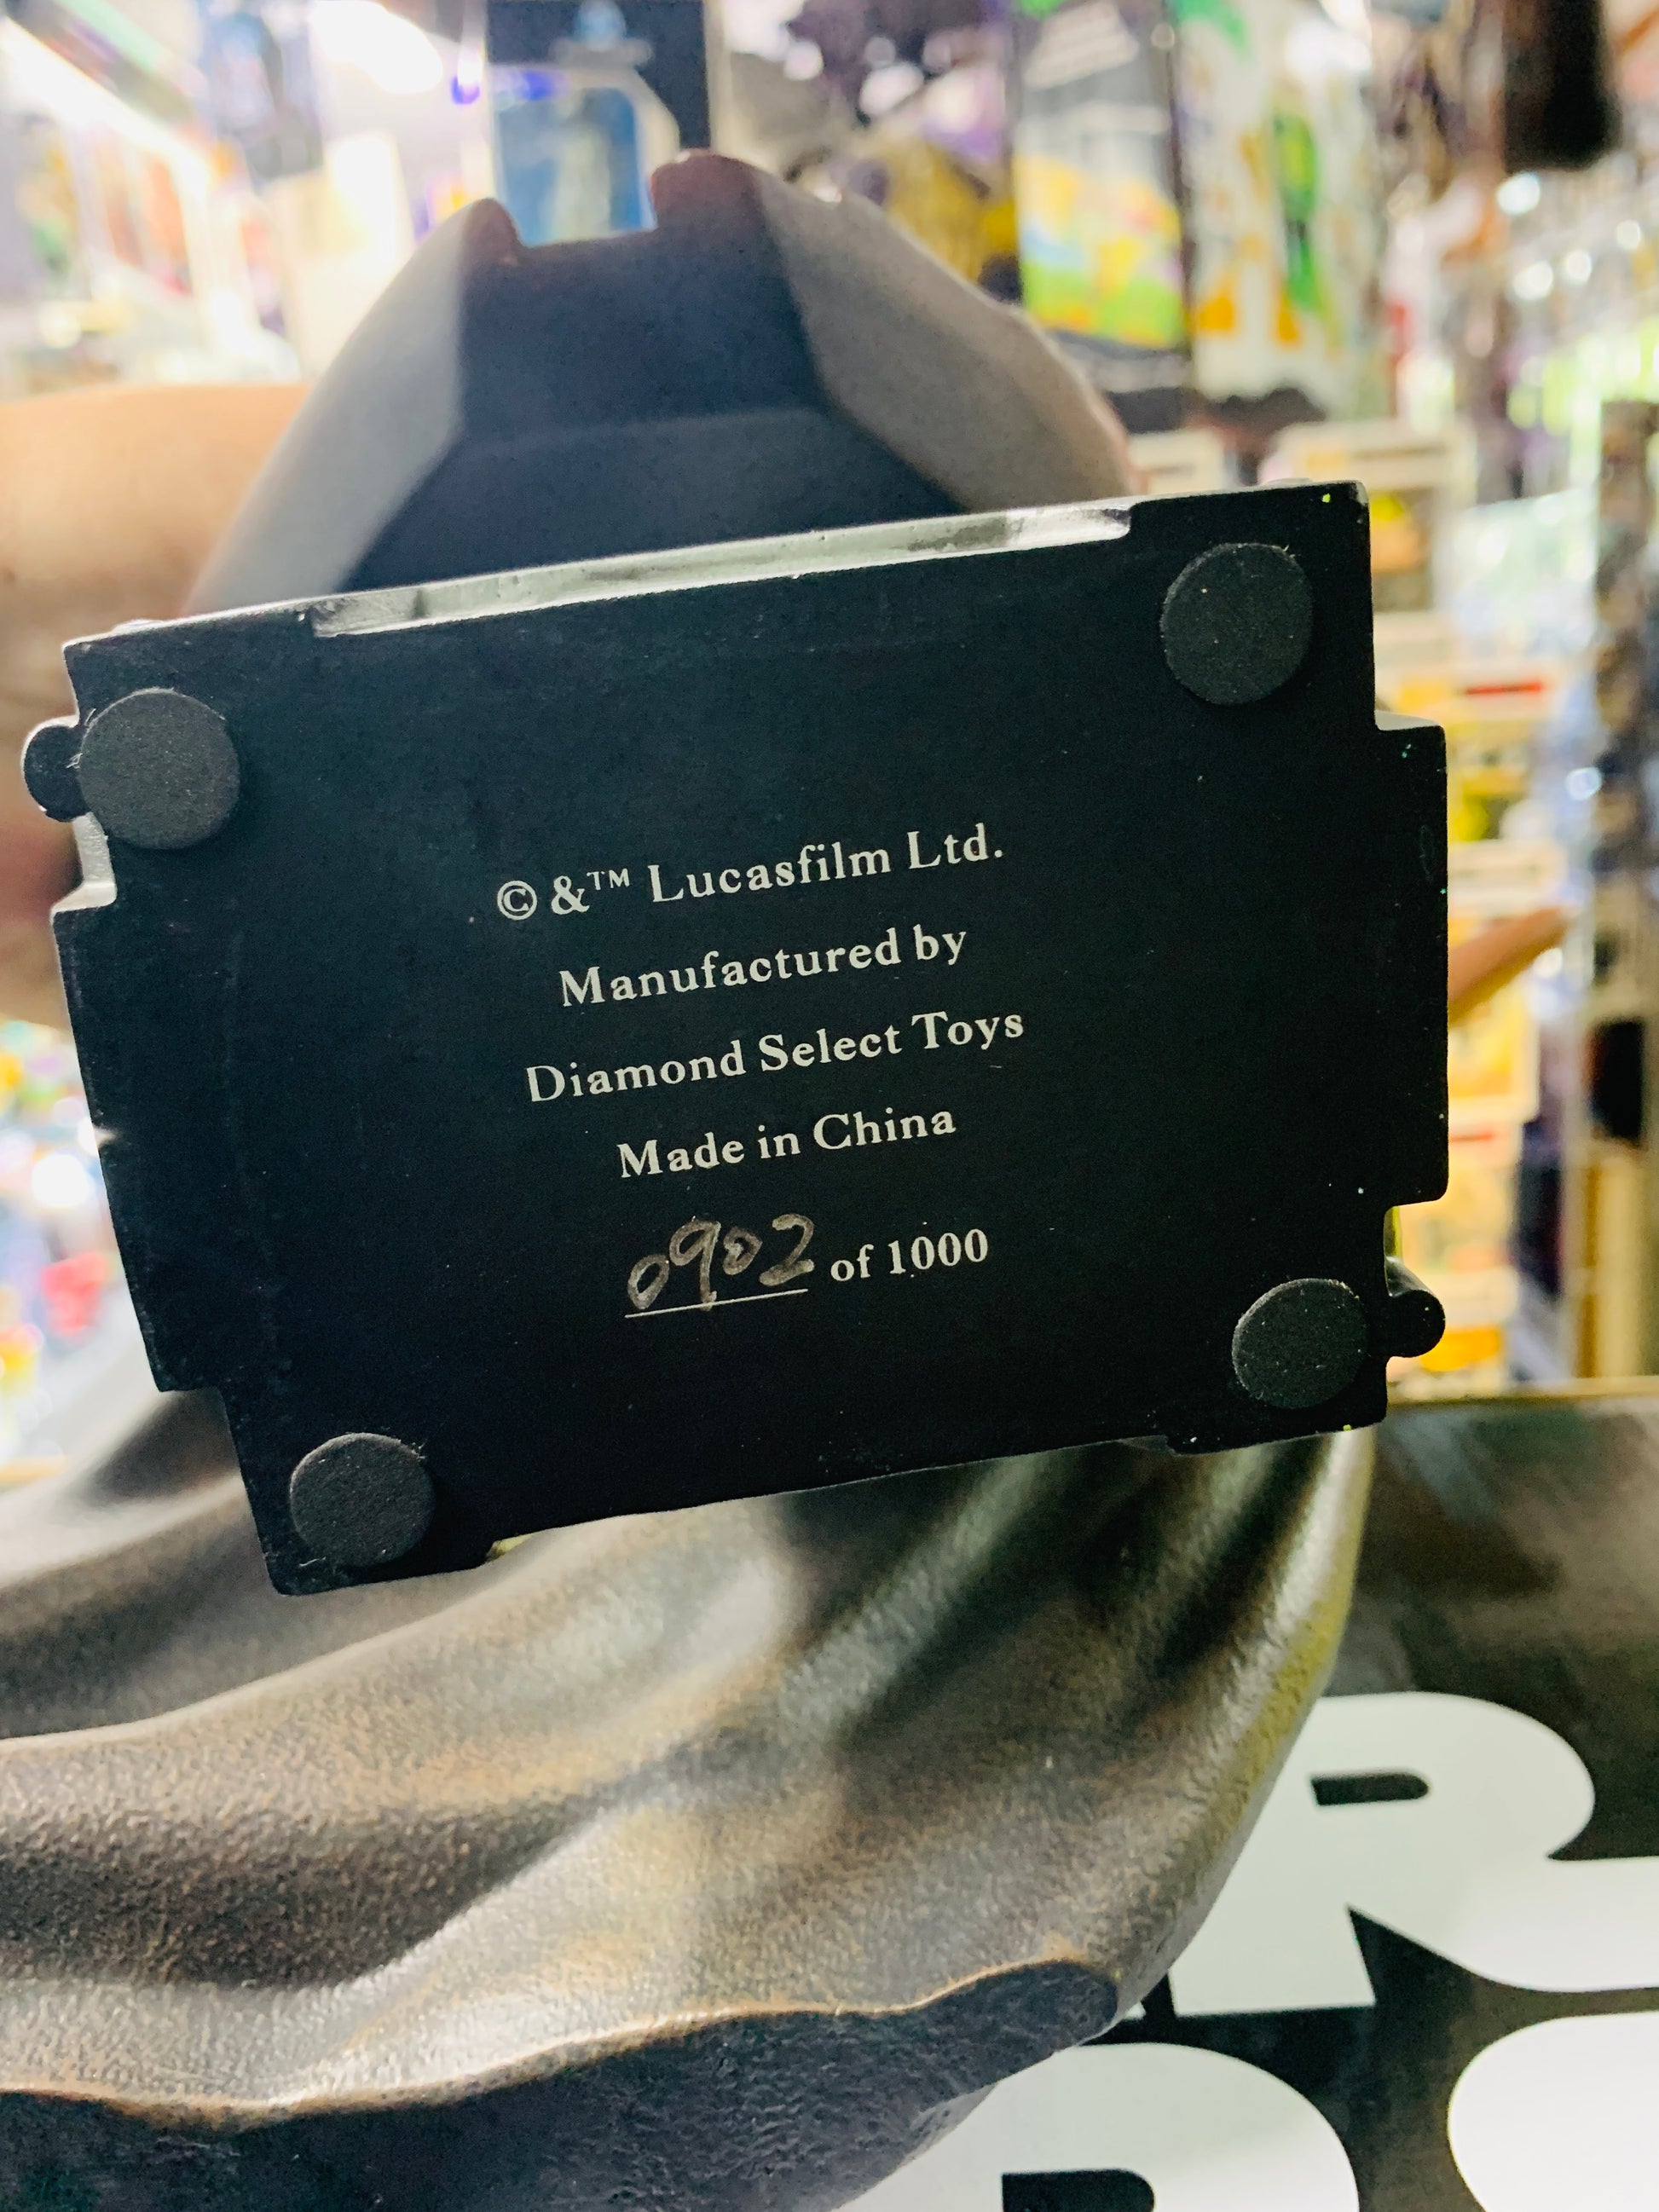 © &™ Lucasfilm Ltd.
Manufactured by
Diamond Select Toys
Made in China
0902 of 1000